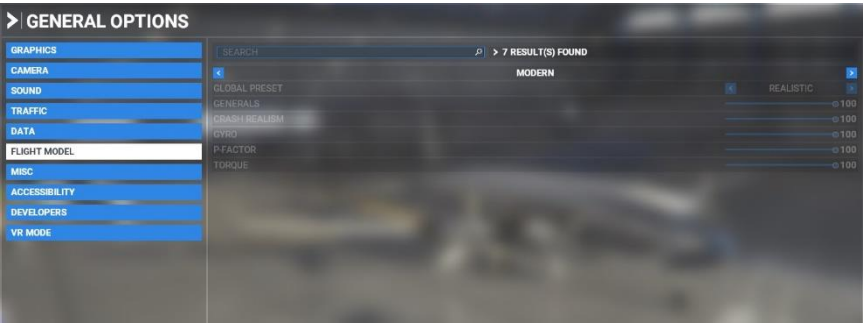 GENERAL OPTIONS
GRAPHICS
CAMERA
SOUND
TRAFFIC
DATA
FLIGHT MODEL
MISC
ACCESSIBILITY
DEVELOPERS
VR MODE
SEARCH > 7 RESULT(S) FOUND
< MODERN >
GLOBAL PRESET < REALISTIC >
GENERALS 100
CRASH REALISM 100
GYRO 100
P-FACTOR 100
TORQUE 100